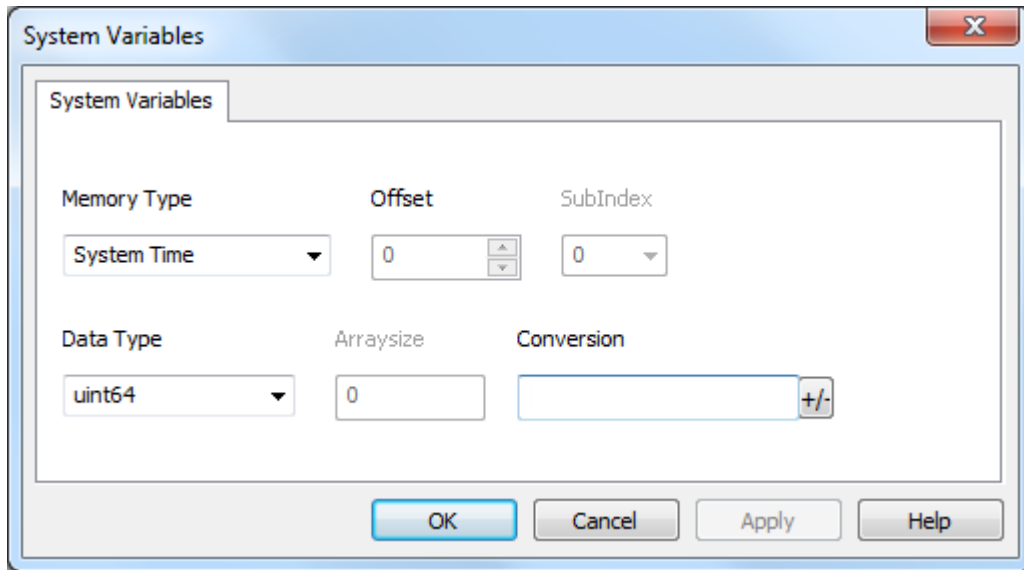 System Variables
X
System Variables
Memory Type Offset SubIndex
System Time 0 0
Data Type Arraysize Conversion
uint64 0 +/-
OK Cancel Apply Help